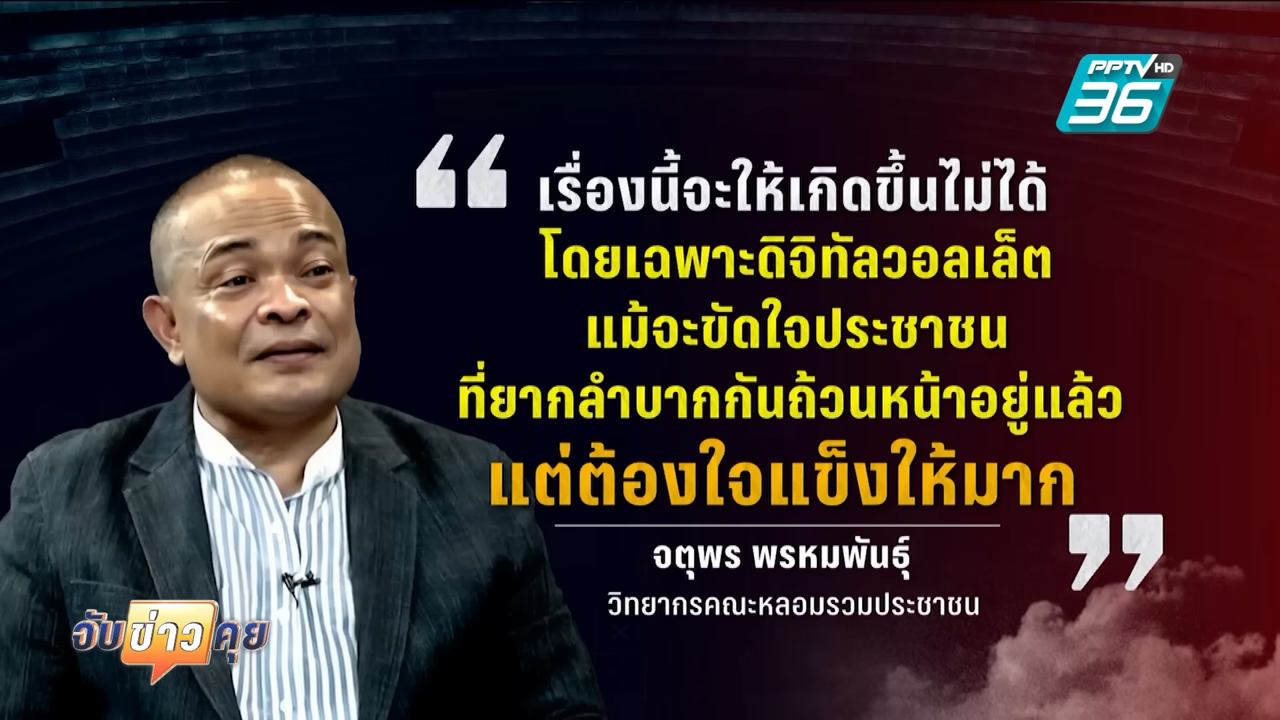 PPTV HD
36
“ เรื่องนี้จะให้เกิดขึ้นไม่ได้
โดยเฉพาะดิจิทัลวอลเล็ต
แม้จะขัดใจประชาชน
ที่ยากลำบากกันถ้วนหน้าอยู่แล้ว
แต่ต้องใจแข็งให้มาก ”
จตุพร พรหมพันธุ์
วิทยากรคณะหลอมรวมประชาชน
จับข่าวคุย